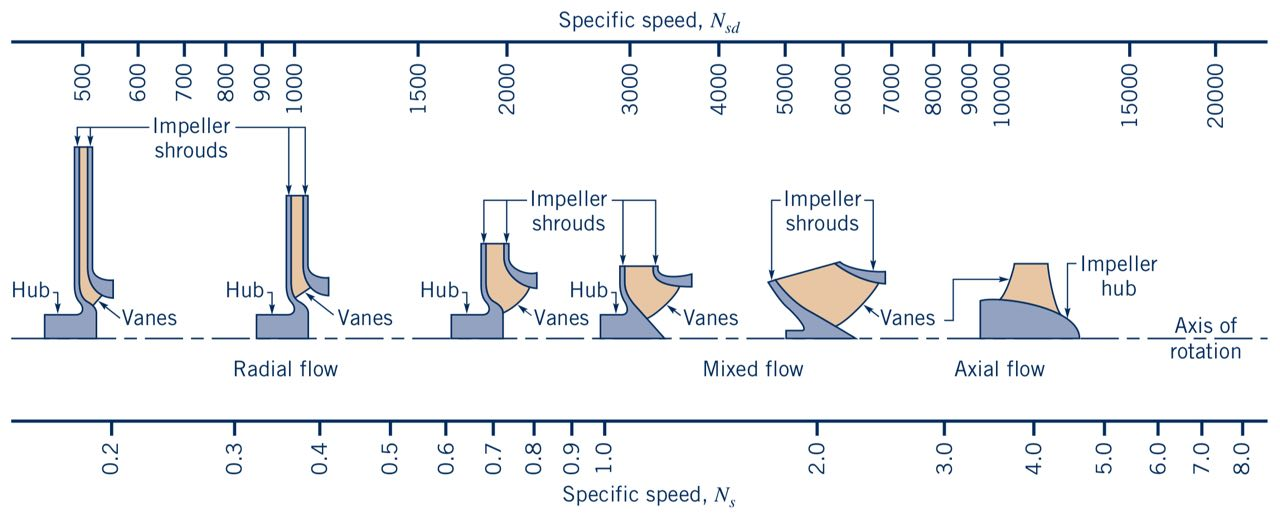 Specific speed, Nsd
500 600 700 800 900 1000 1500 2000 3000 4000 5000 6000 7000 8000 9000 10000 15000 20000
Impeller
shrouds
Impeller
shrouds
Impeller
shrouds
Impeller
hub
Hub
Hub
Hub
Hub
Vanes
Vanes
Vanes
Vanes
Vanes
Axis of
rotation
Radial flow
Mixed flow
Axial flow
0.2 0.3 0.4 0.5 0.6 0.7 0.8 0.9 1.0 2.0 3.0 4.0 5.0 6.0 7.0 8.0
Specific speed, Ns